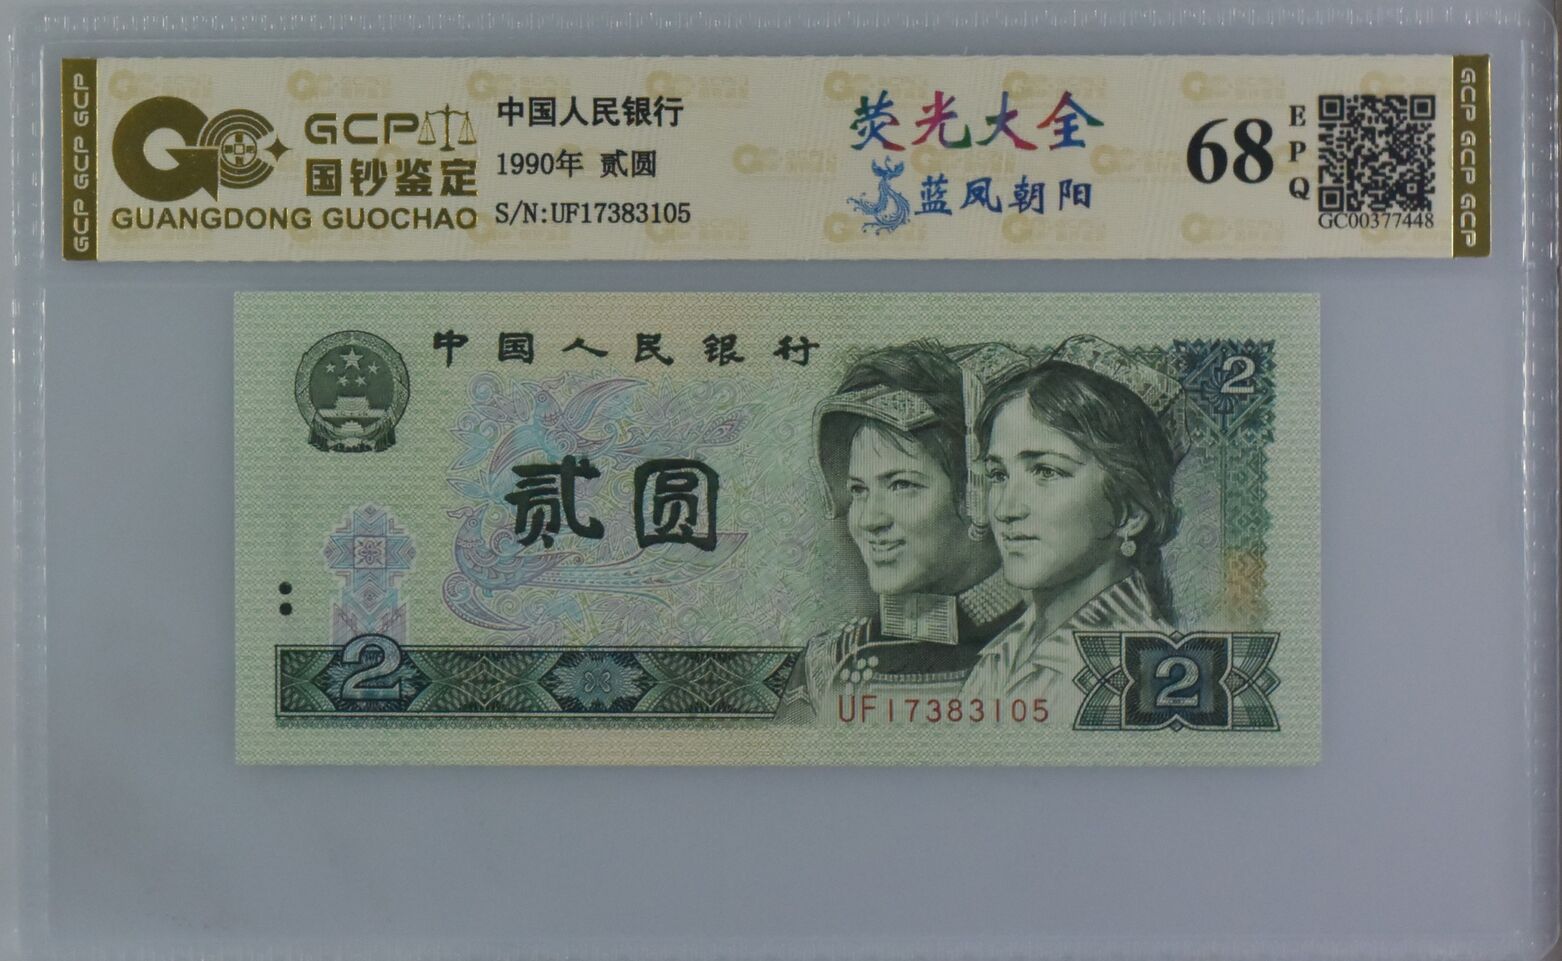 GCP GCP GCP
GCP
国钞鉴定
GUANGDONG GUOCHAO
中国人民银行
1990年 贰圆
S/N:UF17383105
荧光大全
蓝凤朝阳
68
EPQ
GC00377448
GCP GCP GCP
中国人民银行
2
贰圆
2
2
UF17383105